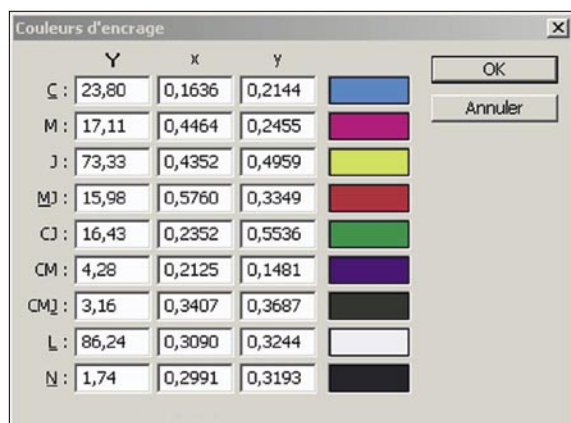 Couleurs d'encrage
Y x y
C : 23,80 0,1636 0,2144
M : 17,11 0,4464 0,2455
J : 73,33 0,4352 0,4959
MJ : 15,98 0,5760 0,3349
CJ : 16,43 0,2352 0,5536
CM : 4,28 0,2125 0,1481
CMJ : 3,16 0,3407 0,3687
L : 86,24 0,3090 0,3244
N : 1,74 0,2991 0,3193
OK
Annuler